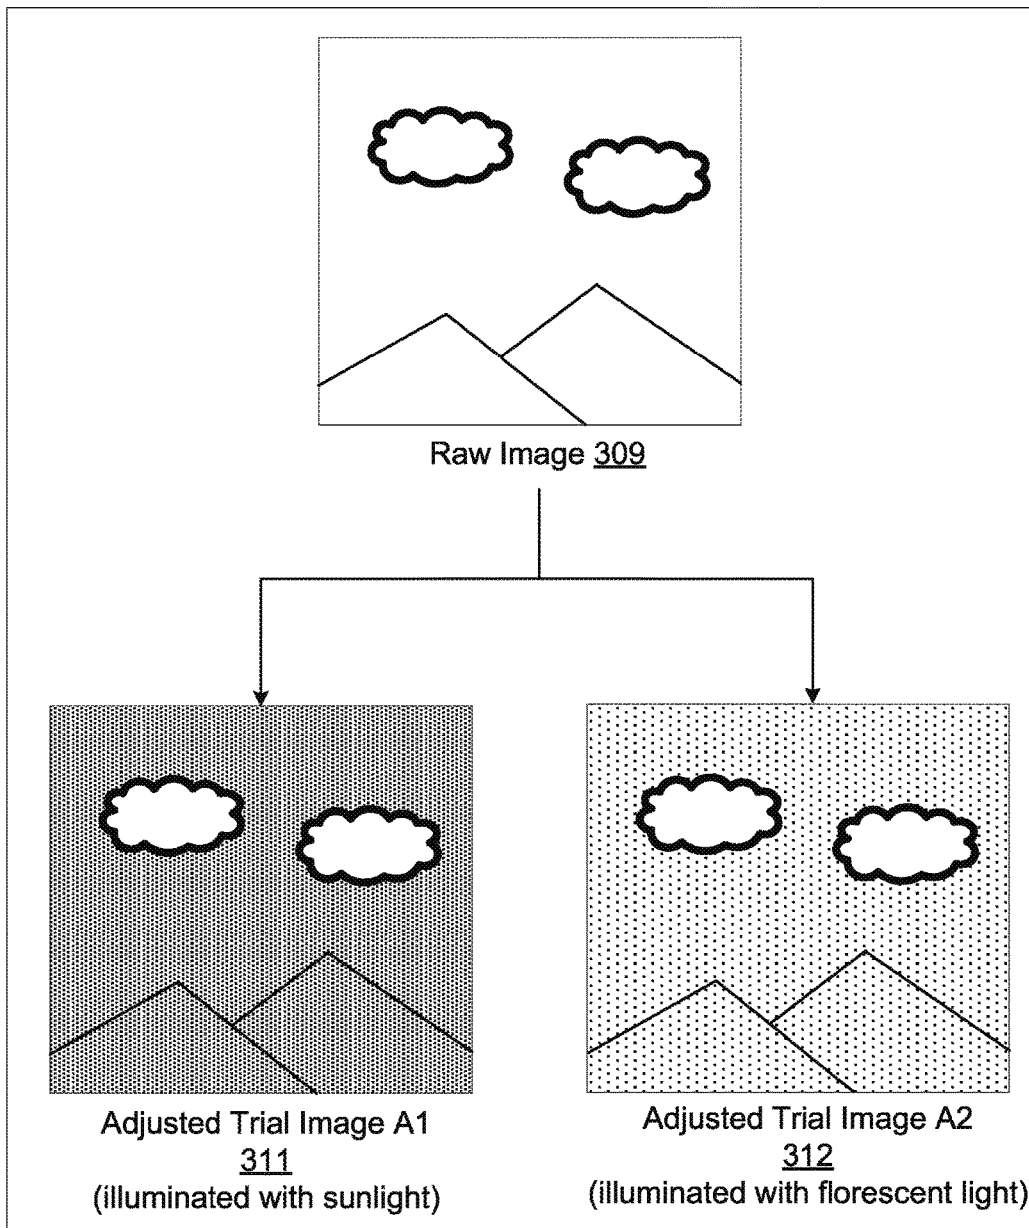 Raw Image 309
Adjusted Trial Image A1
311
(illuminated with sunlight)
Adjusted Trial Image A2
312
(illuminated with florescent light)